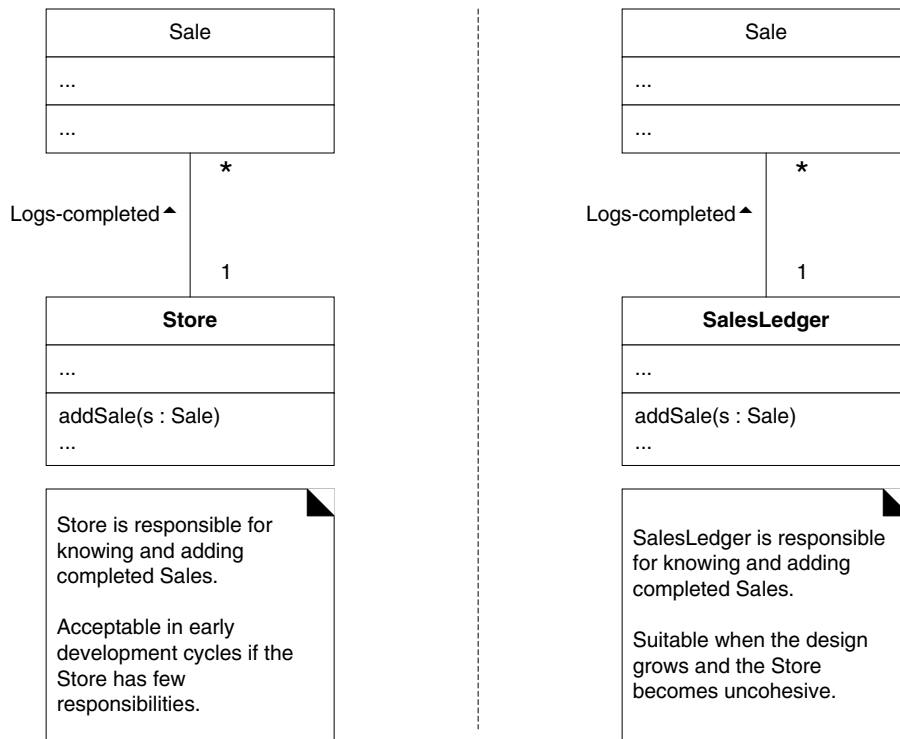 Sale
...
...
*
Logs-completed
1
Store
...
addSale(s : Sale)
...
Store is responsible for
knowing and adding
completed Sales.
Acceptable in early
development cycles if the
Store has few
responsibilities.
Sale
...
...
*
Logs-completed
1
SalesLedger
...
addSale(s : Sale)
...
SalesLedger is responsible
for knowing and adding
completed Sales.
Suitable when the design
grows and the Store
becomes uncohesive.